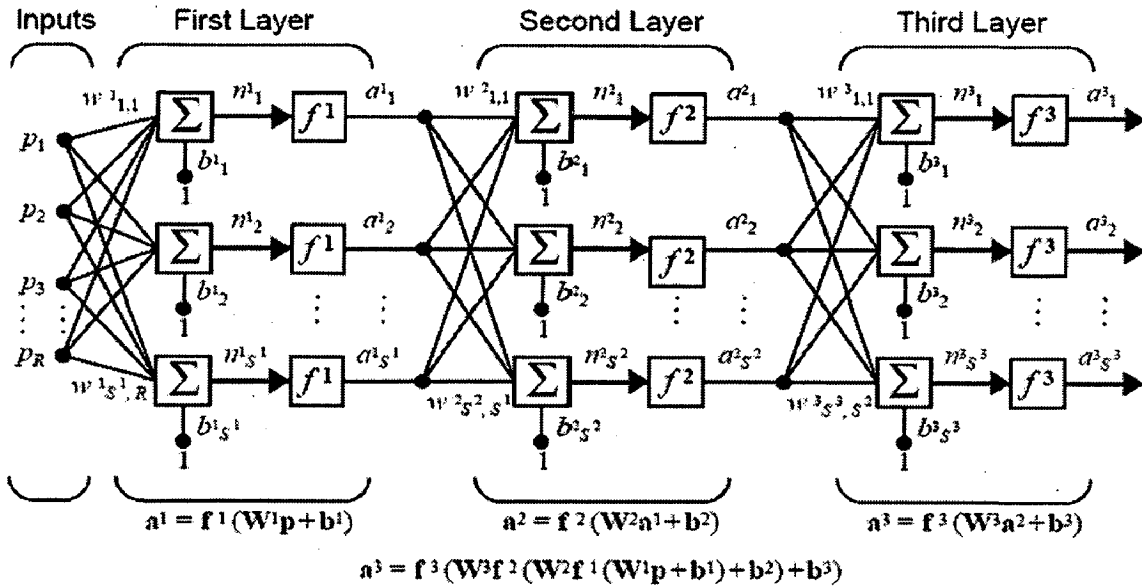 Inputs First Layer Second Layer Third Layer
w¹1,1 n¹1 a¹1 w²1,1 n²1 a²1 w³1,1 n³1 a³1
p1 Σ f¹ Σ f² Σ f³
b¹1 b²1 b³1
1 1 1
p2 n¹2 a¹2 n²2 a²2 n³2 a³2
Σ f¹ Σ f² Σ f³
p3 b¹2 b²2 b³2
1 1 1
pR n¹S¹ a¹S¹ n²S² a²S² n³S³ a³S³
Σ f¹ Σ f² Σ f³
w¹S¹, R w²S², S¹ w³S³, S²
b¹S¹ b²S² b³S³
1 1 1
a¹ = f¹(W¹p+b¹) a² = f²(W²a¹+b²) a³ = f³(W³a²+b³)
a³ = f³(W³f²(W²f¹(W¹p+b¹)+b²)+b³)